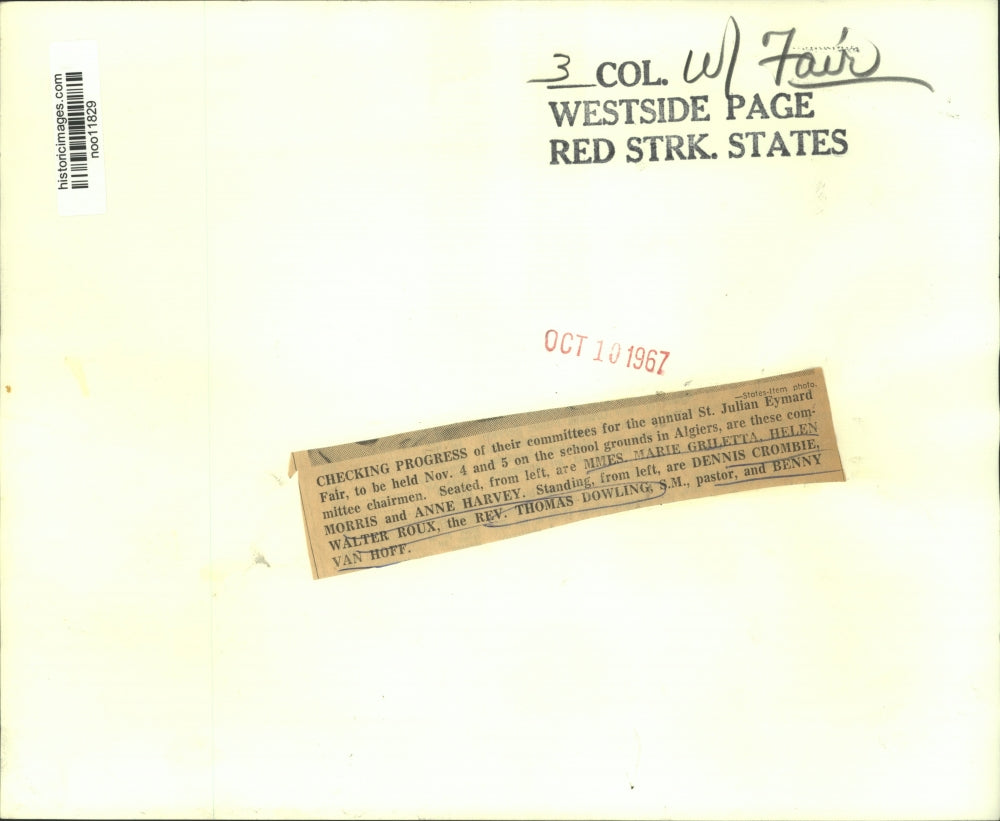 3 COL. W/ Fair
WESTSIDE PAGE
RED STRK. STATES
historicimages.com
noo11829
OCT 10 1967
—States-Item photo.
CHECKING PROGRESS of their committees for the annual St. Julian Eymard
Fair, to be held Nov. 4 and 5 on the school grounds in Algiers, are these com-
mittee chairmen. Seated, from left, are MMES. MARIE GRILETTA, HELEN
MORRIS and ANNE HARVEY. Standing, from left, are DENNIS CROMBIE,
WALTER ROUX, the REV. THOMAS DOWLING, S.M., pastor, and BENNY
VAN HOFF.